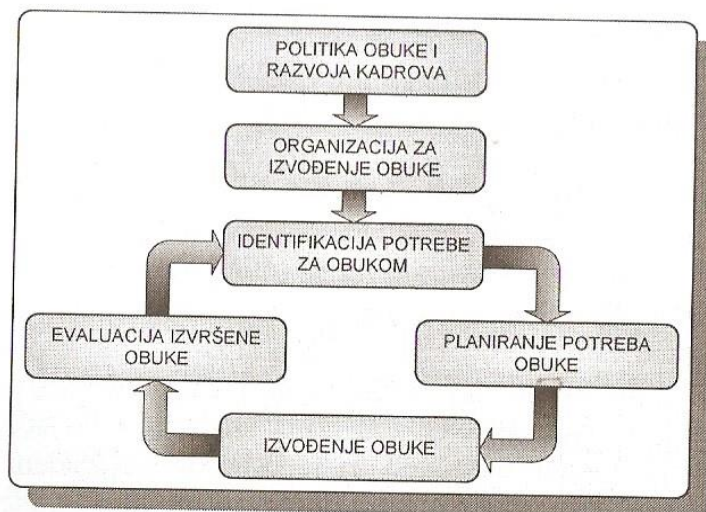 POLITIKA OBUKE I
RAZVOJA KADROVA
ORGANIZACIJA ZA
IZVOĐENJE OBUKE
IDENTIFIKACIJA POTREBE
ZA OBUKOM
EVALUACIJA IZVRŠENE
OBUKE
PLANIRANJE POTREBA
OBUKE
IZVOĐENJE OBUKE